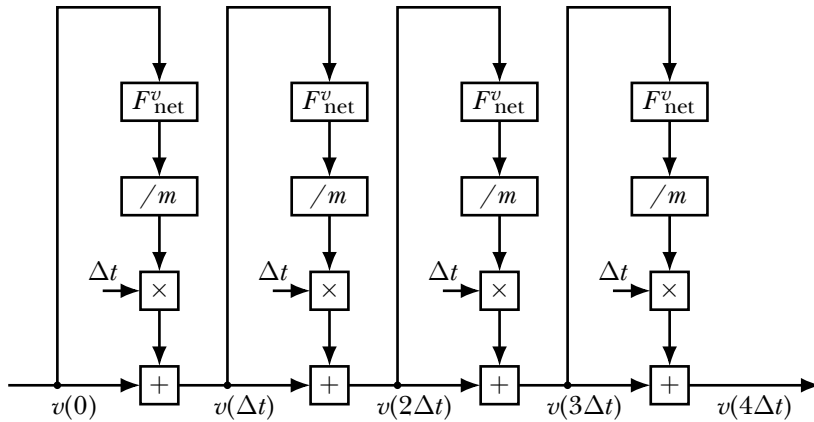 F^v_net F^v_net F^v_net F^v_net
/m /m /m /m
Δt × Δt × Δt × Δt ×
+ + + +
v(0) v(Δt) v(2Δt) v(3Δt) v(4Δt)